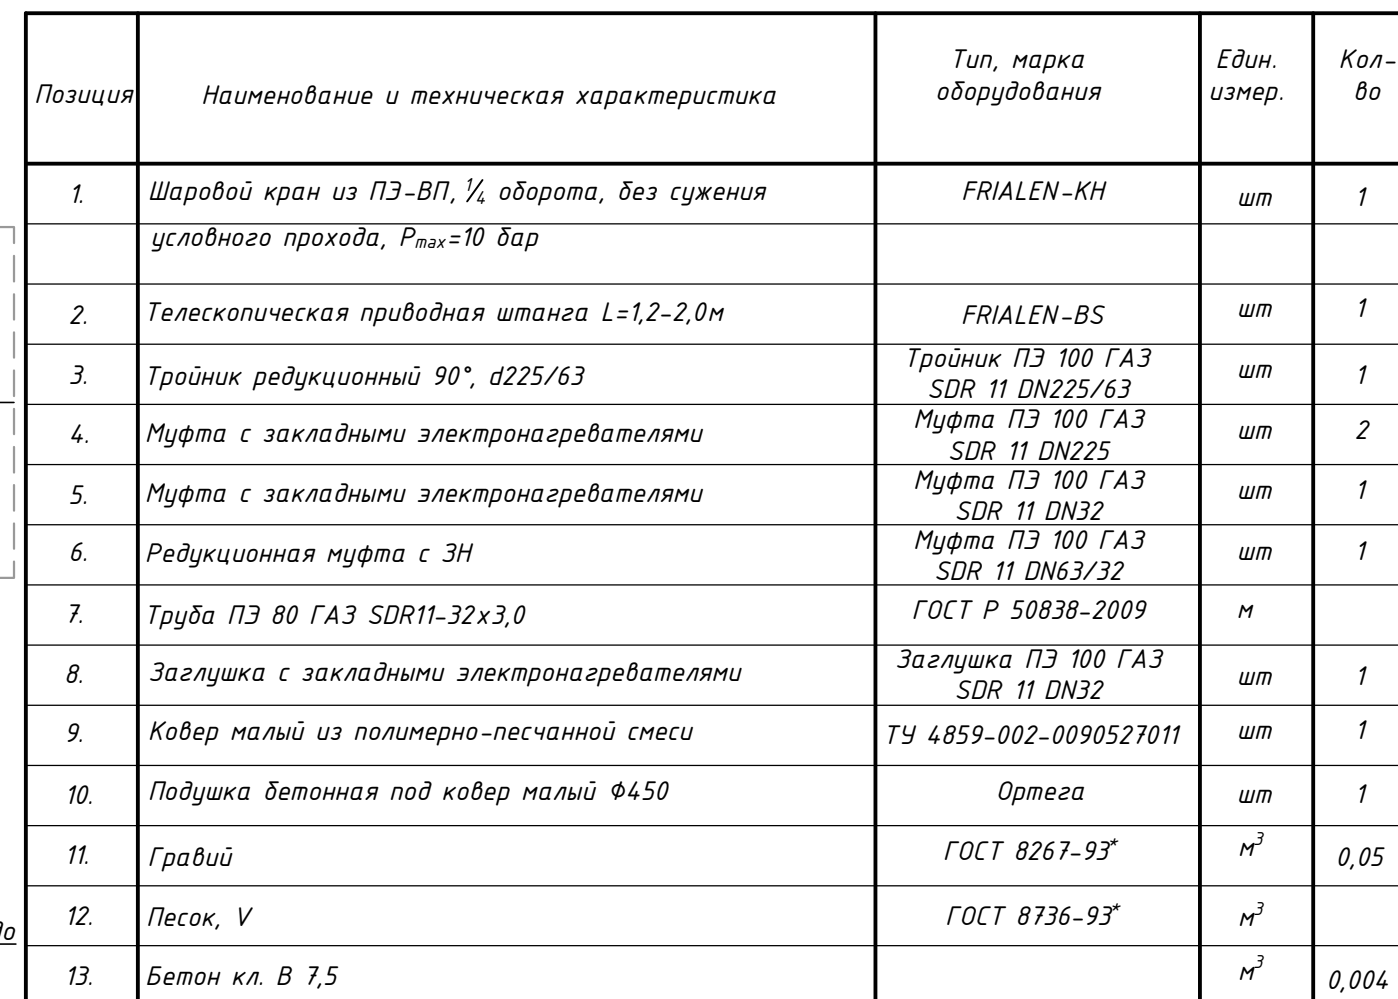 Позиция Наименование и техническая характеристика Тип, марка оборудования Един. измер. Кол-во
1. Шаровой кран из ПЭ-ВП, 1/4 оборота, без сужения FRIALEN-KH шт 1
условного прохода, Pmax=10 бар
2. Телескопическая приводная штанга L=1,2-2,0м FRIALEN-BS шт 1
3. Тройник редукционный 90°, d225/63 Тройник ПЭ 100 ГАЗ SDR 11 DN225/63 шт 1
4. Муфта с закладными электронагревателями Муфта ПЭ 100 ГАЗ SDR 11 DN225 шт 2
5. Муфта с закладными электронагревателями Муфта ПЭ 100 ГАЗ SDR 11 DN32 шт 1
6. Редукционная муфта с ЗН Муфта ПЭ 100 ГАЗ SDR 11 DN63/32 шт 1
7. Труба ПЭ 80 ГАЗ SDR11-32х3,0 ГОСТ Р 50838-2009 м
8. Заглушка с закладными электронагревателями Заглушка ПЭ 100 ГАЗ SDR 11 DN32 шт 1
9. Ковер малый из полимерно-песчанной смеси ТУ 4859-002-0090527011 шт 1
10. Подушка бетонная под ковер малый Ф450 Ортега шт 1
11. Гравий ГОСТ 8267-93* м³ 0,05
12. Песок, V ГОСТ 8736-93* м³
13. Бетон кл. В 7,5 м³ 0,004